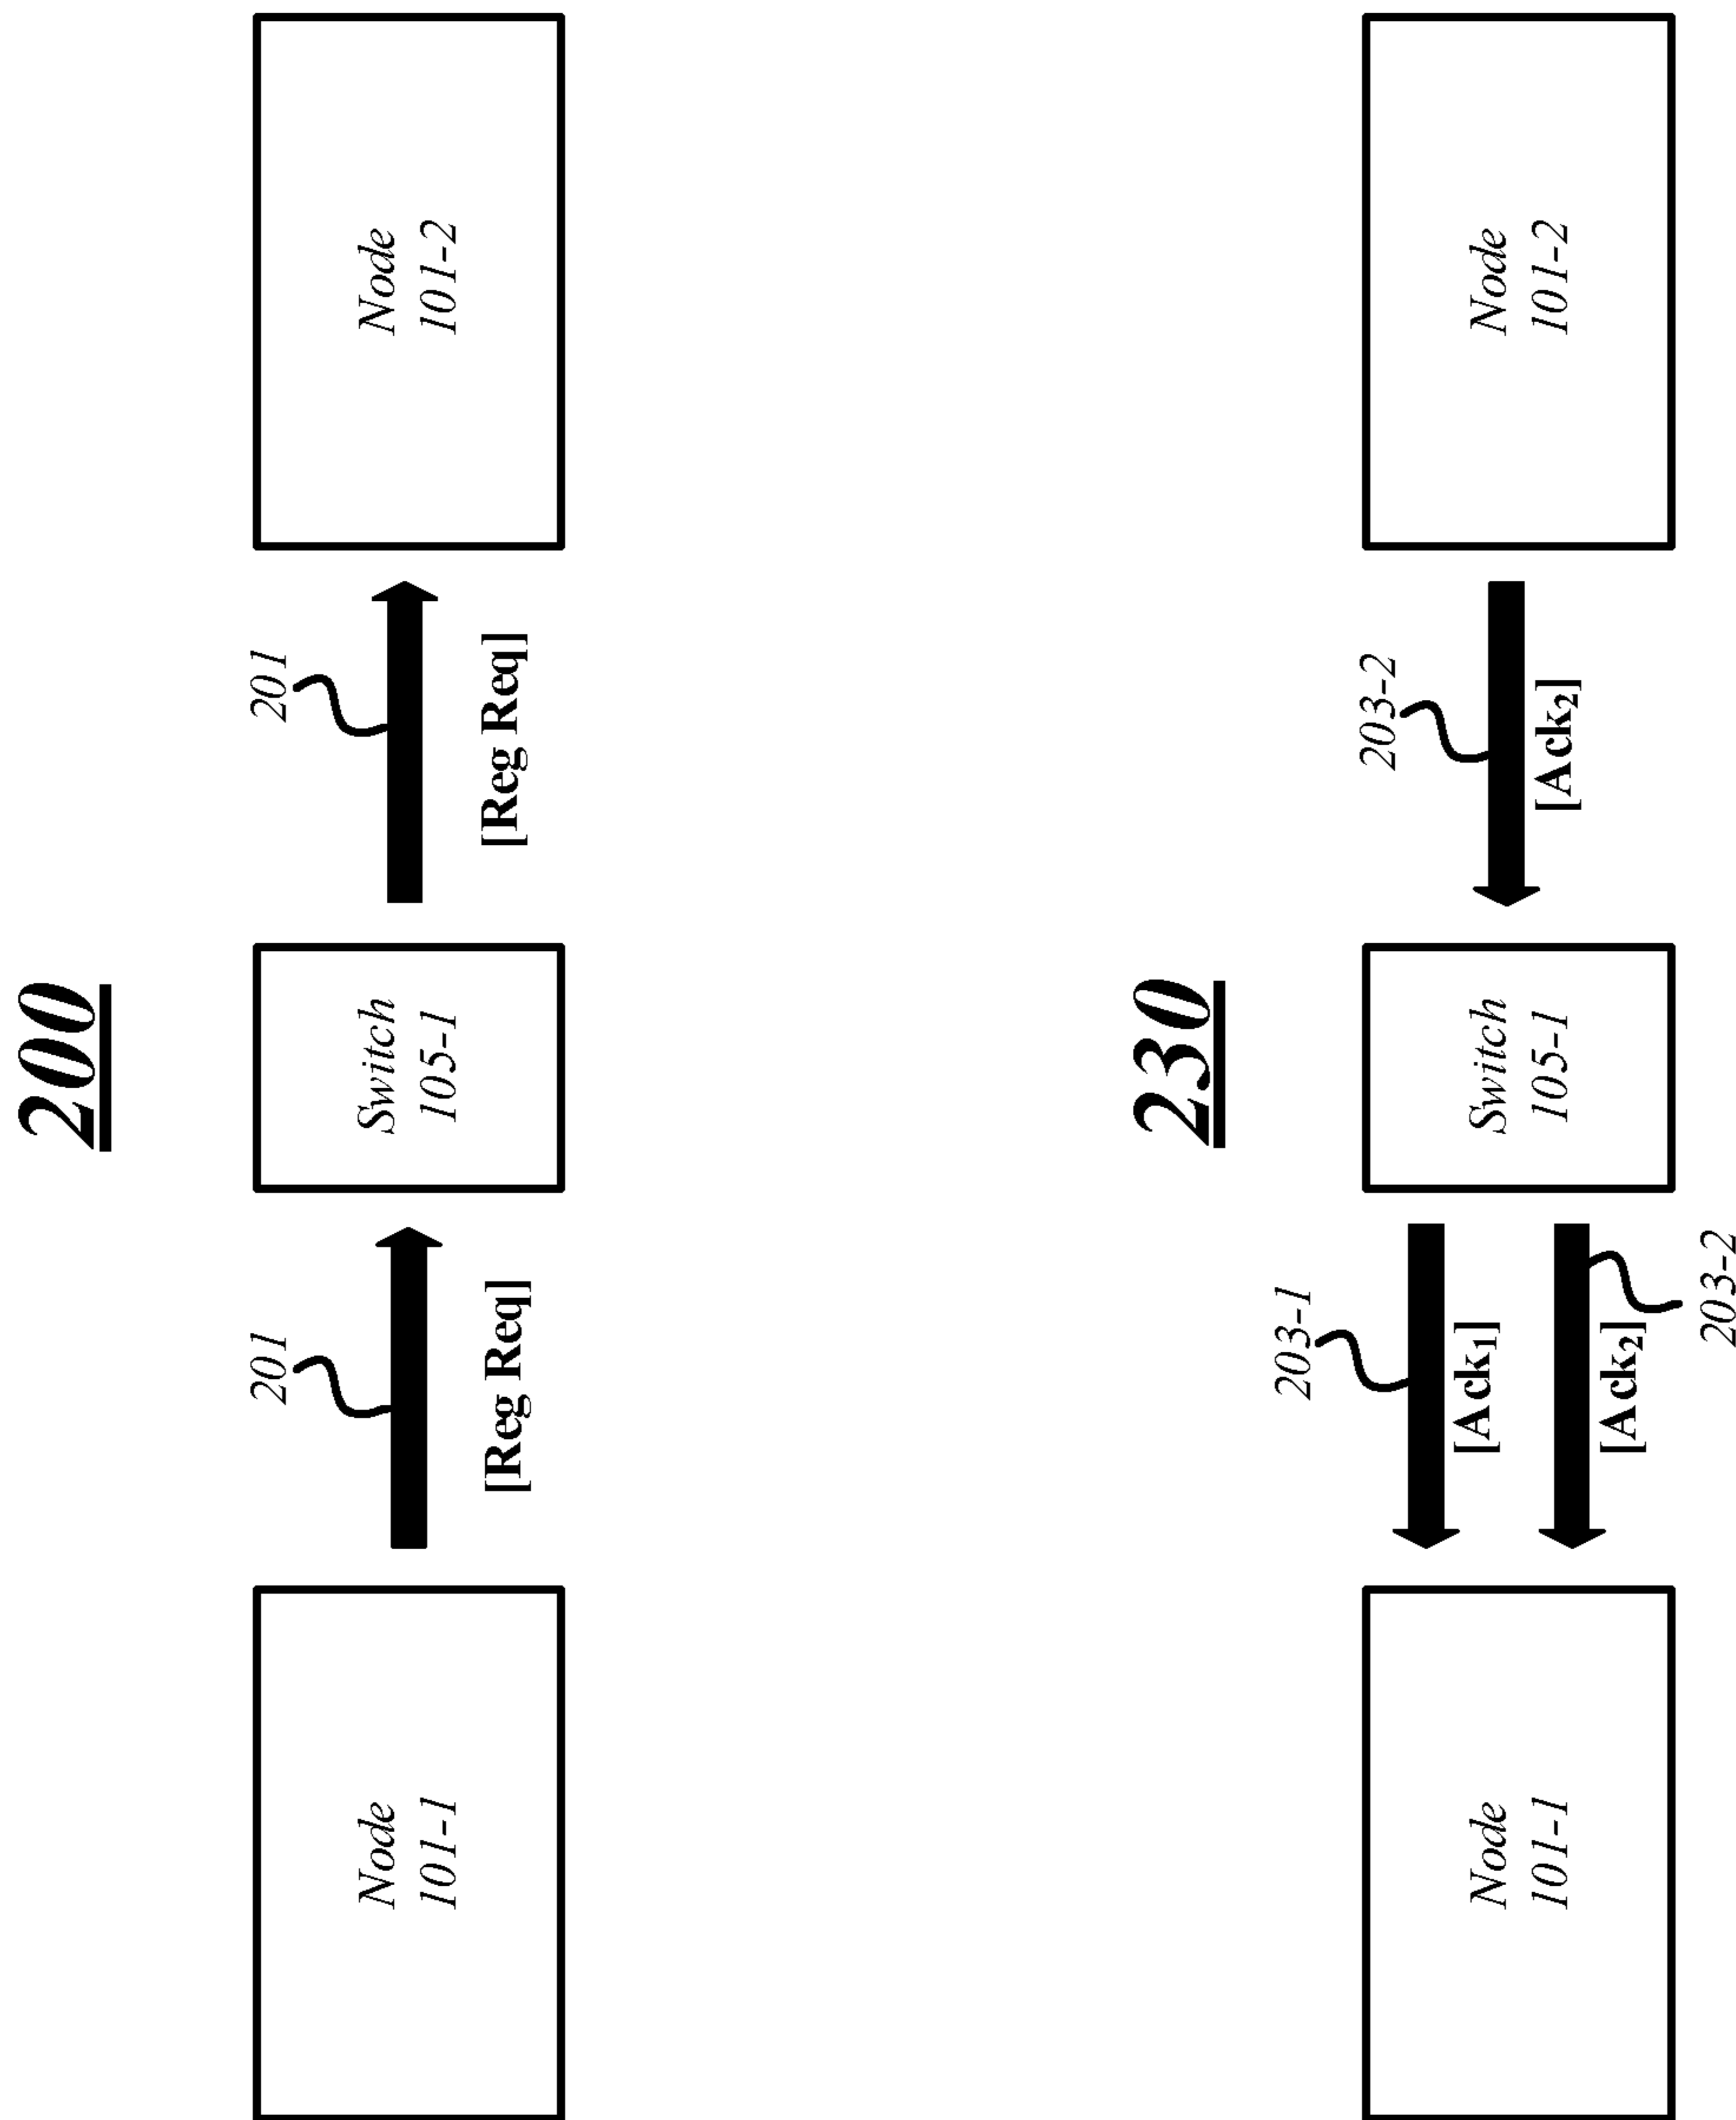 200
Node
101-1
201
[Reg Req]
Switch
105-1
201
[Reg Req]
Node
101-2
230
Node
101-1
203-1
[Ack₁]
[Ack₂]
203-2
Switch
105-1
203-2
[Ack₂]
Node
101-2